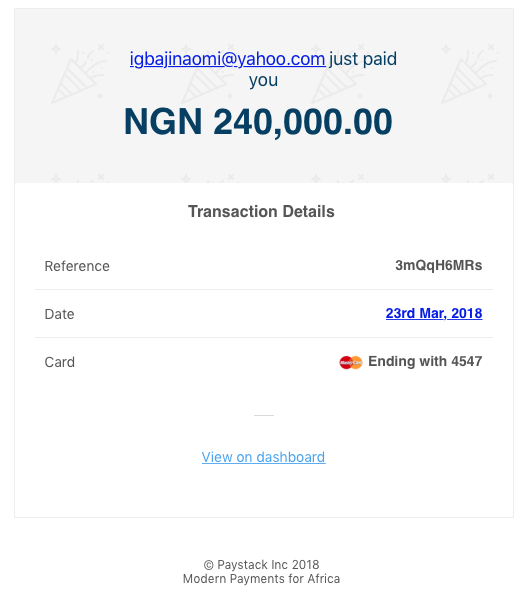 igbajinaomi@yahoo.com just paid
you
NGN 240,000.00
Transaction Details
Reference 3mQqH6MRs
Date 23rd Mar, 2018
Card MasterCard Ending with 4547
View on dashboard
© Paystack Inc 2018
Modern Payments for Africa